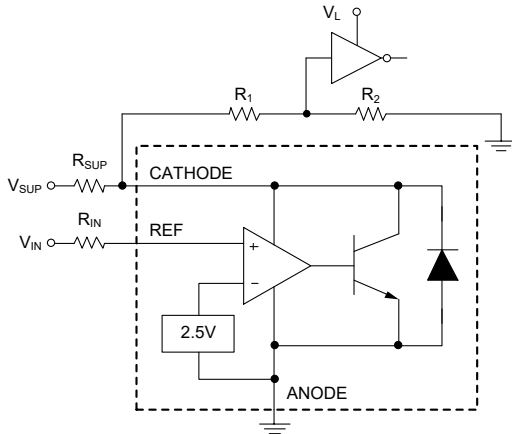 V_L
R_1
R_2
R_SUP
CATHODE
V_SUP
R_IN
V_IN
REF
+
−
2.5V
ANODE